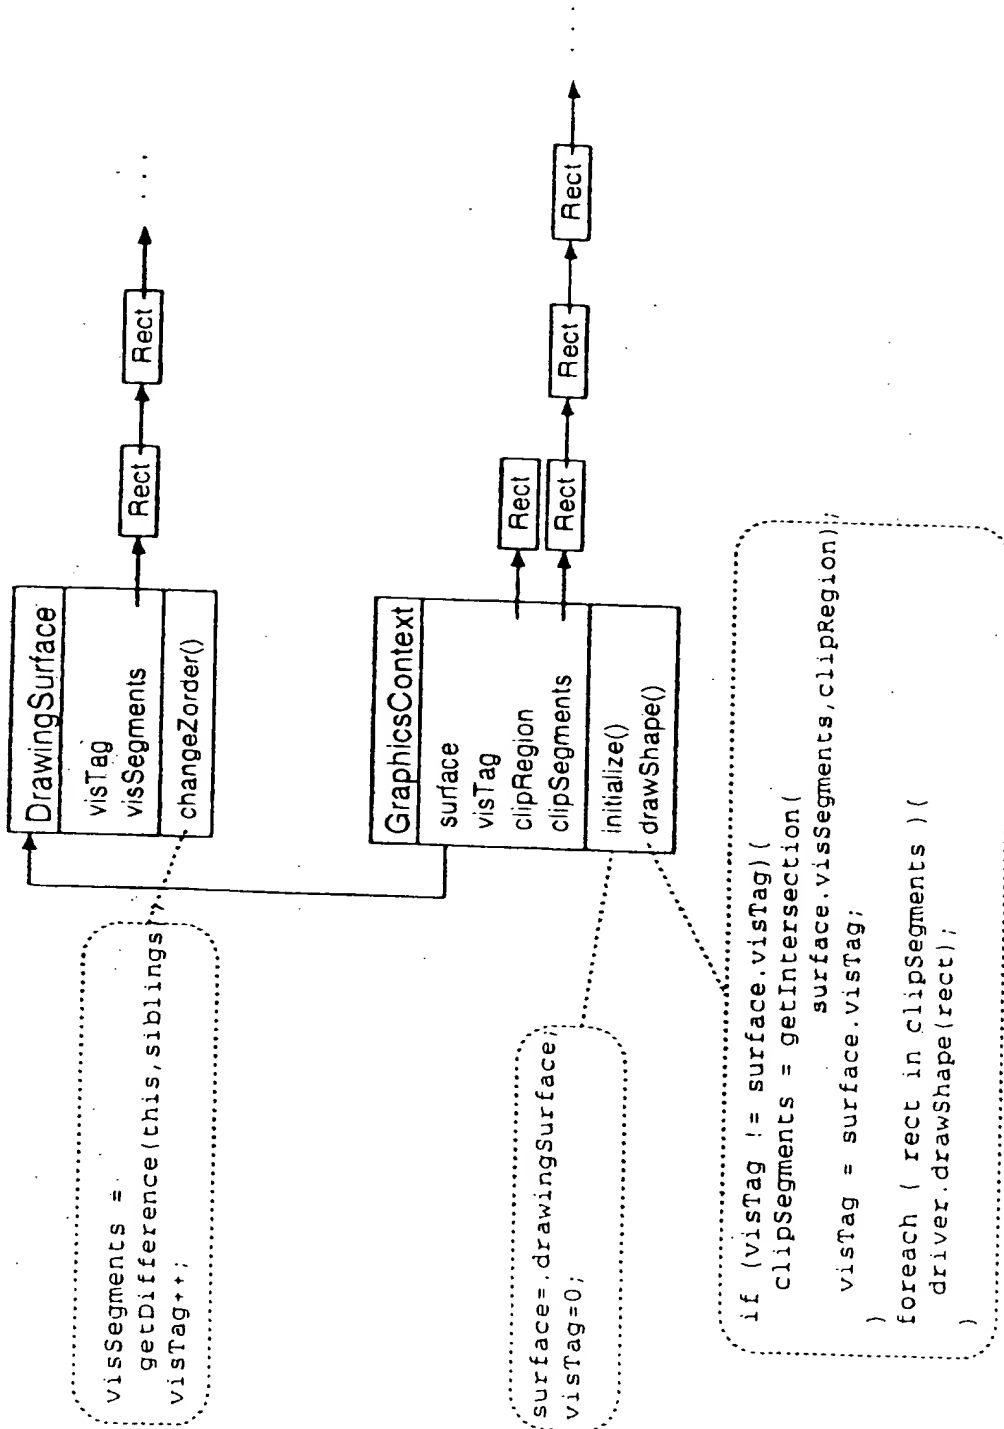 DrawingSurface
visTag
visSegments
changeZorder()
Rect
Rect
. . .
visSegments =
getDifference(this,siblings)
visTag++;
GraphicsContext
surface
visTag
clipRegion
clipSegments
initialize()
drawShape()
Rect
Rect
Rect
Rect
. . .
surface=.drawingSurface;
visTag=0;
if (visTag != surface.visTag)(
clipSegments = getIntersection(
surface.visSegments,clipRegion);
visTag = surface.visTag;
)
foreach ( rect in clipSegments )(
driver.drawShape(rect);
)